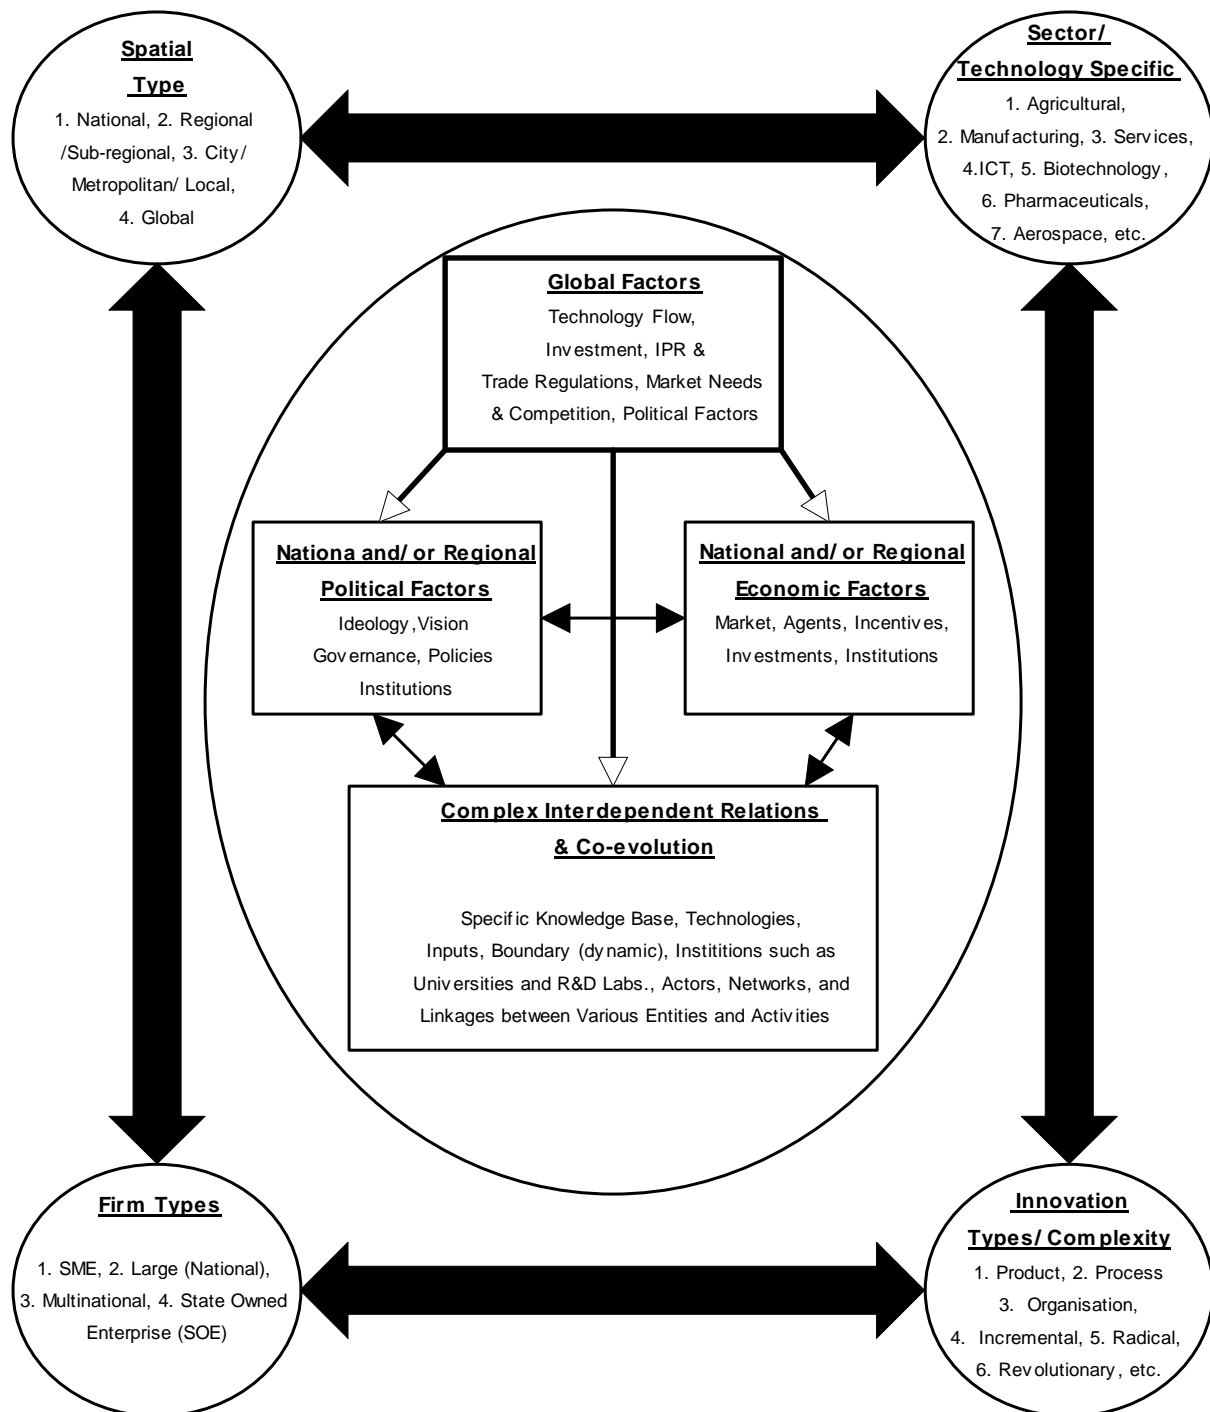 Spatial
Type
1. National, 2. Regional
/Sub-regional, 3. City/
Metropolitan/ Local,
4. Global
Sector/
Technology Specific
1. Agricultural,
2. Manufacturing, 3. Services,
4.ICT, 5. Biotechnology,
6. Pharmaceuticals,
7. Aerospace, etc.
Global Factors
Technology Flow,
Investment, IPR &
Trade Regulations, Market Needs
& Competition, Political Factors
Nationa and/ or Regional
Political Factors
Ideology,Vision
Governance, Policies
Institutions
National and/ or Regional
Economic Factors
Market, Agents, Incentives,
Investments, Institutions
Complex Interdependent Relations
& Co-evolution
Specific Knowledge Base, Technologies,
Inputs, Boundary (dynamic), Instititions such as
Universities and R&D Labs., Actors, Networks, and
Linkages between Various Entities and Activities
Firm Types
1. SME, 2. Large (National),
3. Multinational, 4. State Owned
Enterprise (SOE)
Innovation
Types/ Complexity
1. Product, 2. Process
3. Organisation,
4. Incremental, 5. Radical,
6. Revolutionary, etc.